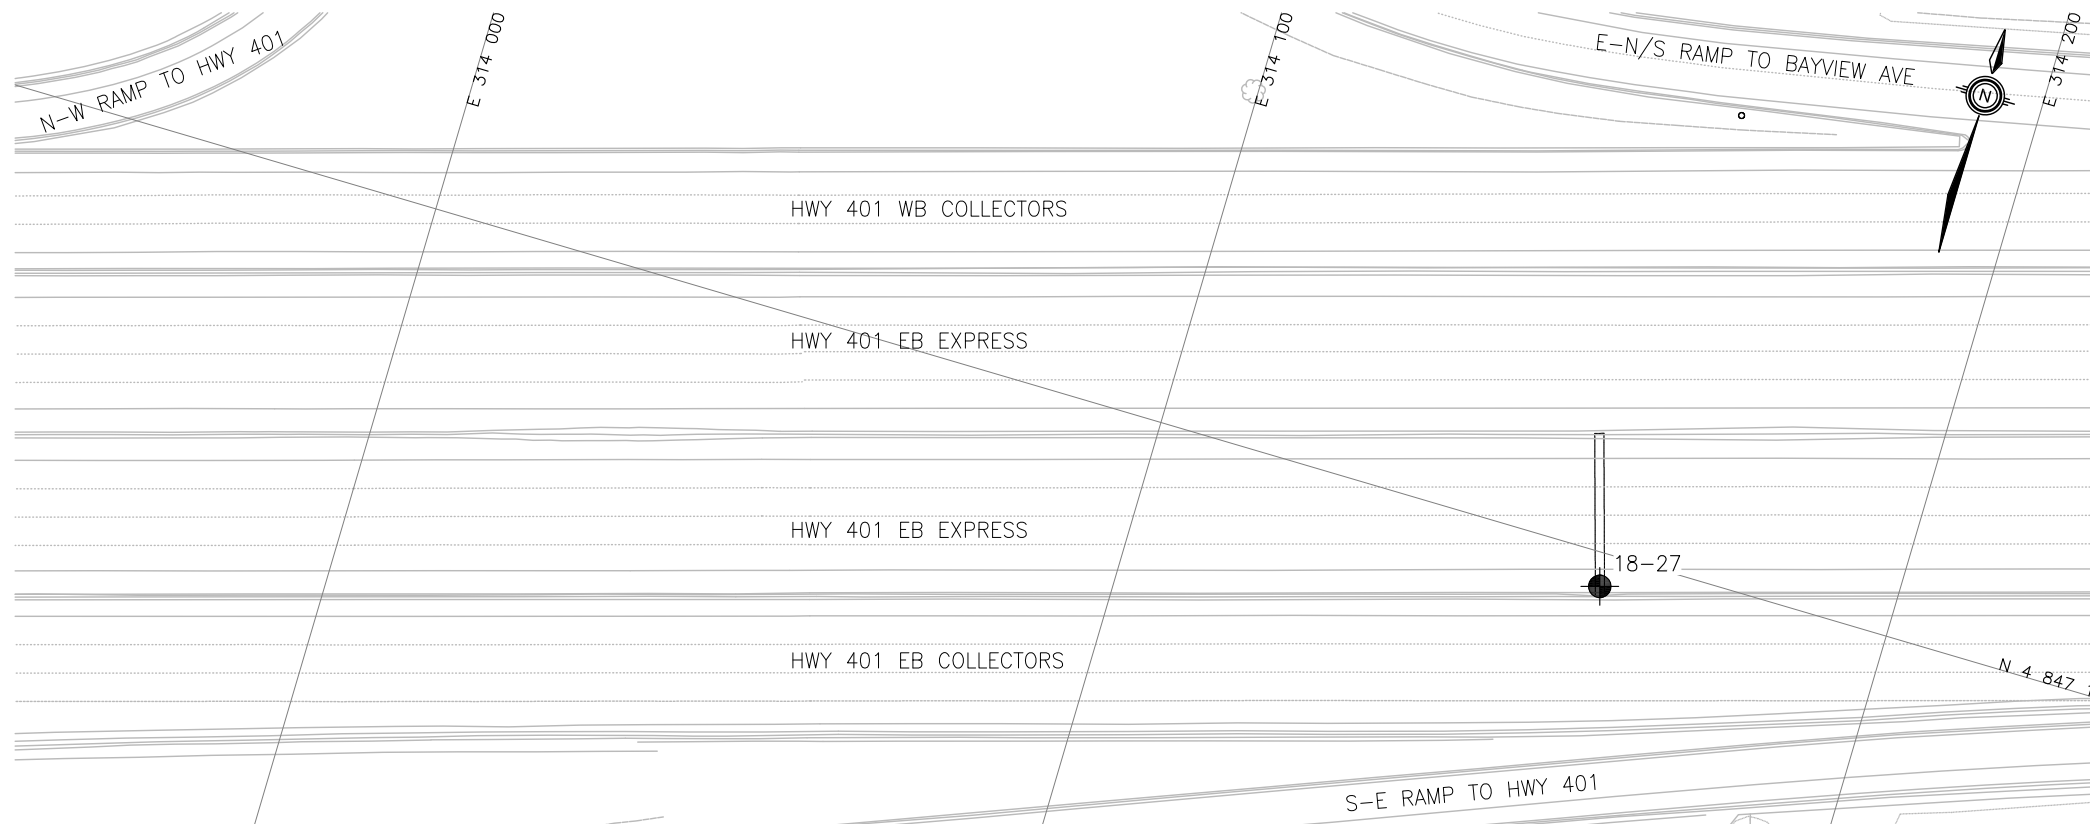 E 314 000
E 314 100
E 314 200
N-W RAMP TO HWY 401
E-N/S RAMP TO BAYVIEW AVE
N
HWY 401 WB COLLECTORS
HWY 401 EB EXPRESS
HWY 401 EB EXPRESS
18-27
HWY 401 EB COLLECTORS
N 4 847
S-E RAMP TO HWY 401